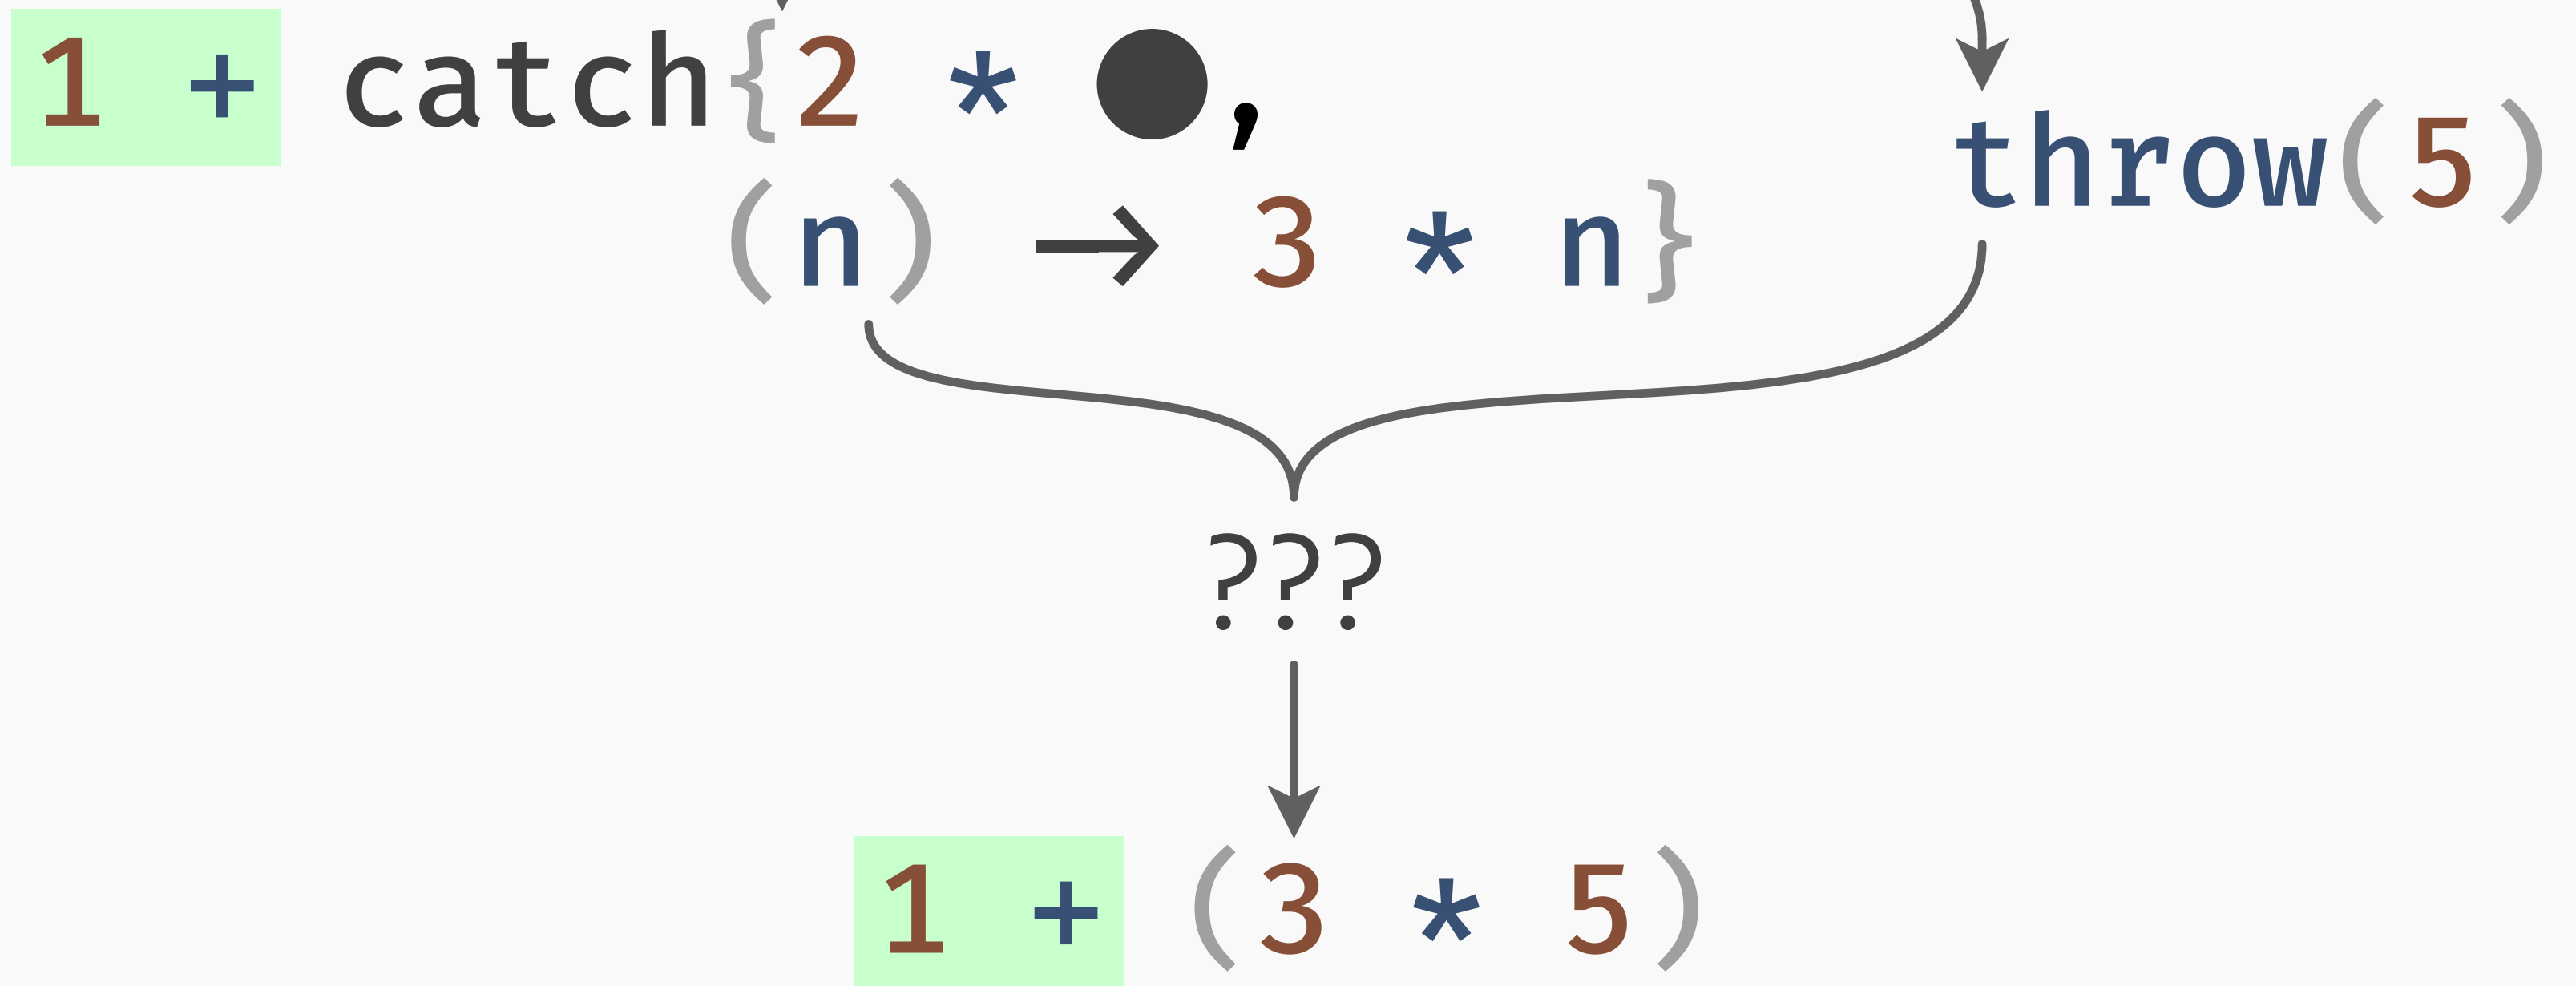 1 + catch{2 * ●,
(n) → 3 * n}
throw(5)
???
1 + (3 * 5)